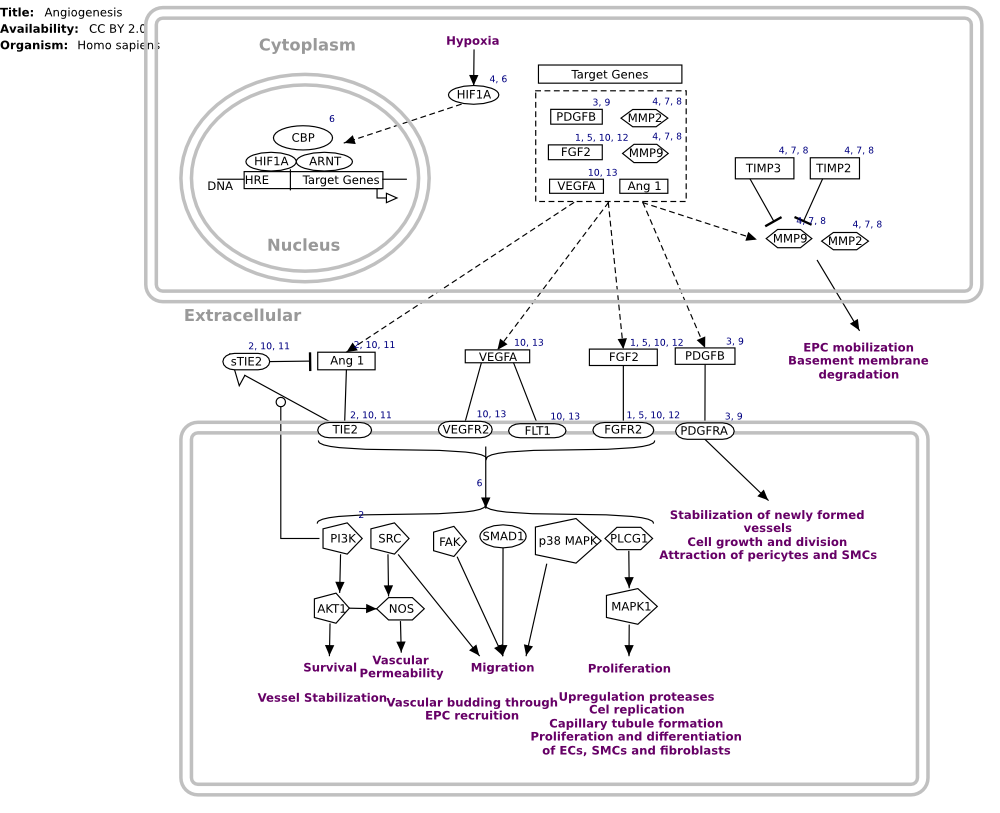 Title: Angiogenesis
Availability: CC BY 2.0
Organism: Homo sapiens
Cytoplasm
Hypoxia
4, 6
HIF1A
Target Genes
3, 9
PDGFB
4, 7, 8
MMP2
1, 5, 10, 12
FGF2
4, 7, 8
MMP9
10, 13
VEGFA
Ang 1
6
CBP
HIF1A
ARNT
DNA
HRE
Target Genes
Nucleus
4, 7, 8
TIMP3
4, 7, 8
TIMP2
4, 7, 8
MMP9
4, 7, 8
MMP2
Extracellular
EPC mobilization
Basement membrane
degradation
2, 10, 11
sTIE2
2, 10, 11
Ang 1
10, 13
VEGFA
1, 5, 10, 12
FGF2
3, 9
PDGFB
2, 10, 11
TIE2
10, 13
VEGFR2
10, 13
FLT1
1, 5, 10, 12
FGFR2
3, 9
PDGFRA
6
Stabilization of newly formed
vessels
Cell growth and division
Attraction of pericytes and SMCs
2
PI3K
SRC
FAK
SMAD1
p38 MAPK
PLCG1
AKT1
NOS
MAPK1
Survival
Vascular
Permeability
Migration
Proliferation
Vessel Stabilization
Vascular budding through
EPC recruition
Upregulation proteases
Cel replication
Capillary tubule formation
Proliferation and differentiation
of ECs, SMCs and fibroblasts